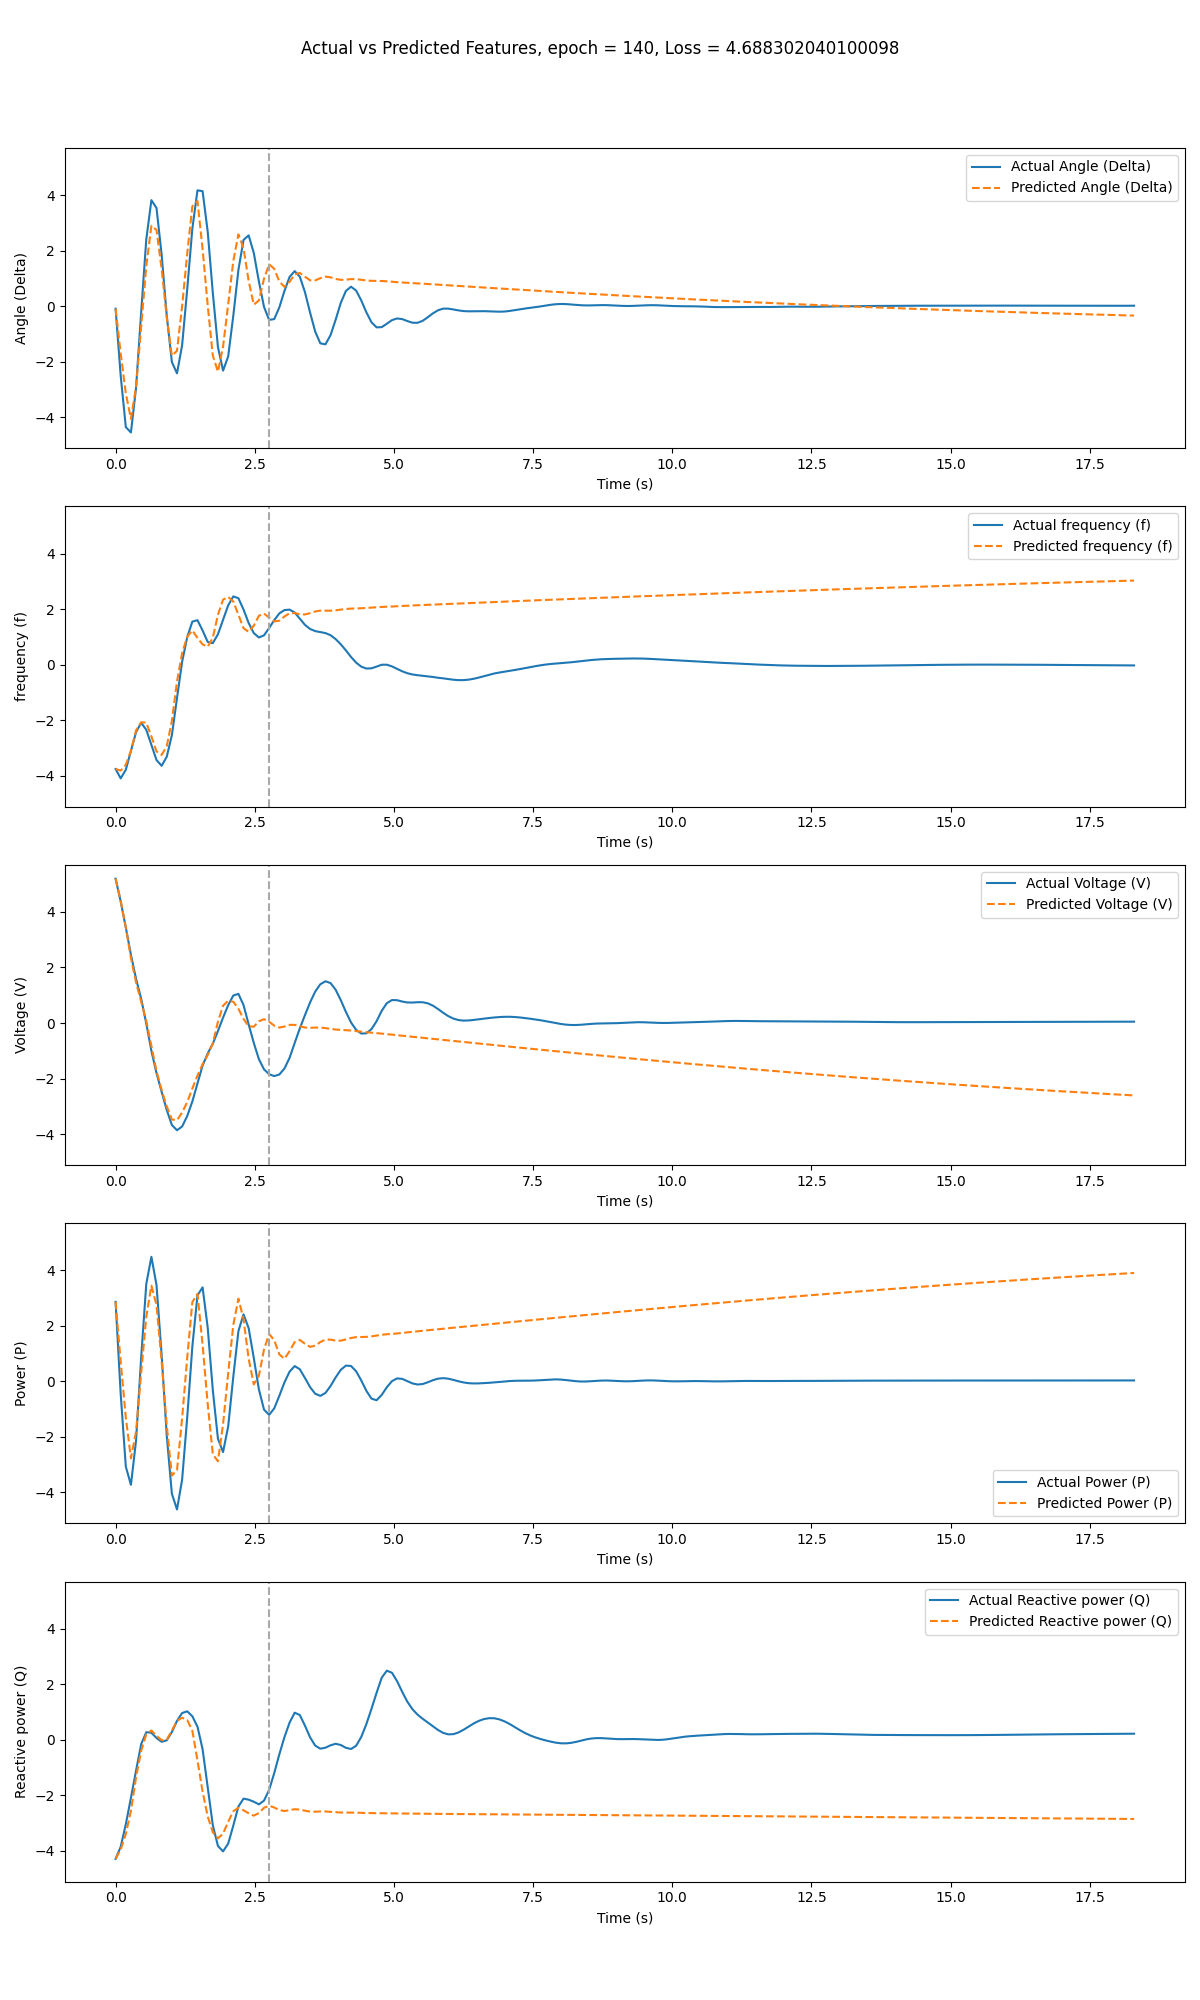 Actual vs Predicted Features, epoch = 140, Loss = 4.688302040100098
Actual Angle (Delta)
Predicted Angle (Delta)
4
2
0
−2
−4
Angle (Delta)
0.0 2.5 5.0 7.5 10.0 12.5 15.0 17.5
Time (s)
Actual frequency (f)
Predicted frequency (f)
4
2
0
−2
−4
frequency (f)
0.0 2.5 5.0 7.5 10.0 12.5 15.0 17.5
Time (s)
Actual Voltage (V)
Predicted Voltage (V)
4
2
0
−2
−4
Voltage (V)
0.0 2.5 5.0 7.5 10.0 12.5 15.0 17.5
Time (s)
4
2
0
−2
−4
Power (P)
Actual Power (P)
Predicted Power (P)
0.0 2.5 5.0 7.5 10.0 12.5 15.0 17.5
Time (s)
Actual Reactive power (Q)
Predicted Reactive power (Q)
4
2
0
−2
−4
Reactive power (Q)
0.0 2.5 5.0 7.5 10.0 12.5 15.0 17.5
Time (s)